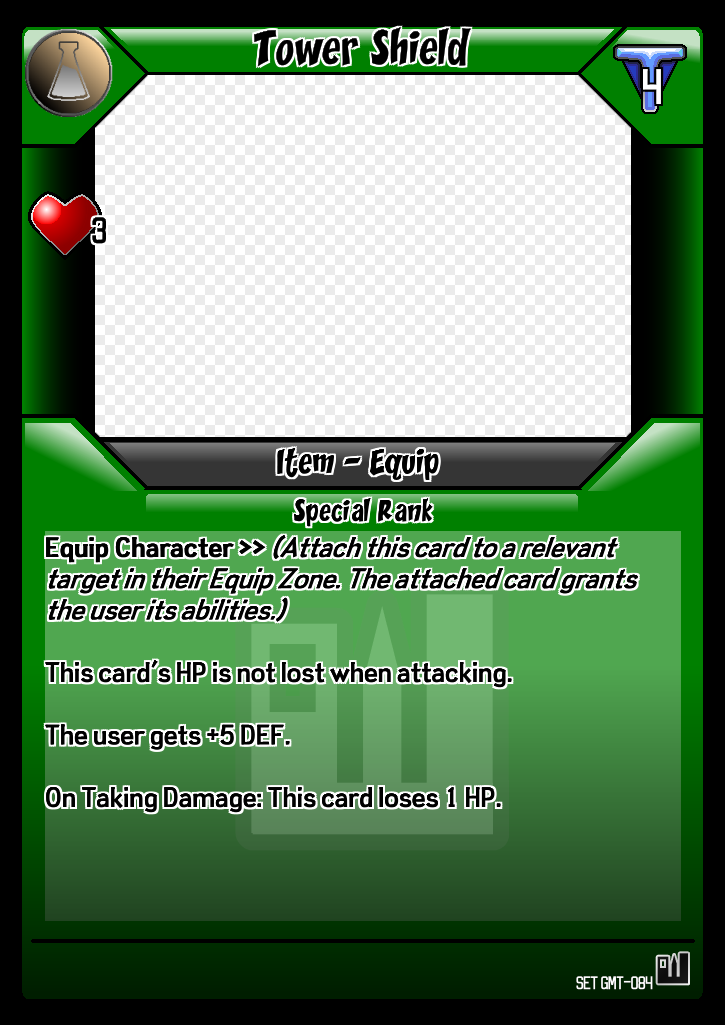 Tower Shield
4
3
Item - Equip
Special Rank
Equip Character >> (Attach this card to a relevant
target in their Equip Zone. The attached card grants
the user its abilities.)
This card's HP is not lost when attacking.
The user gets +5 DEF.
On Taking Damage: This card loses 1 HP.
SET GMT-084